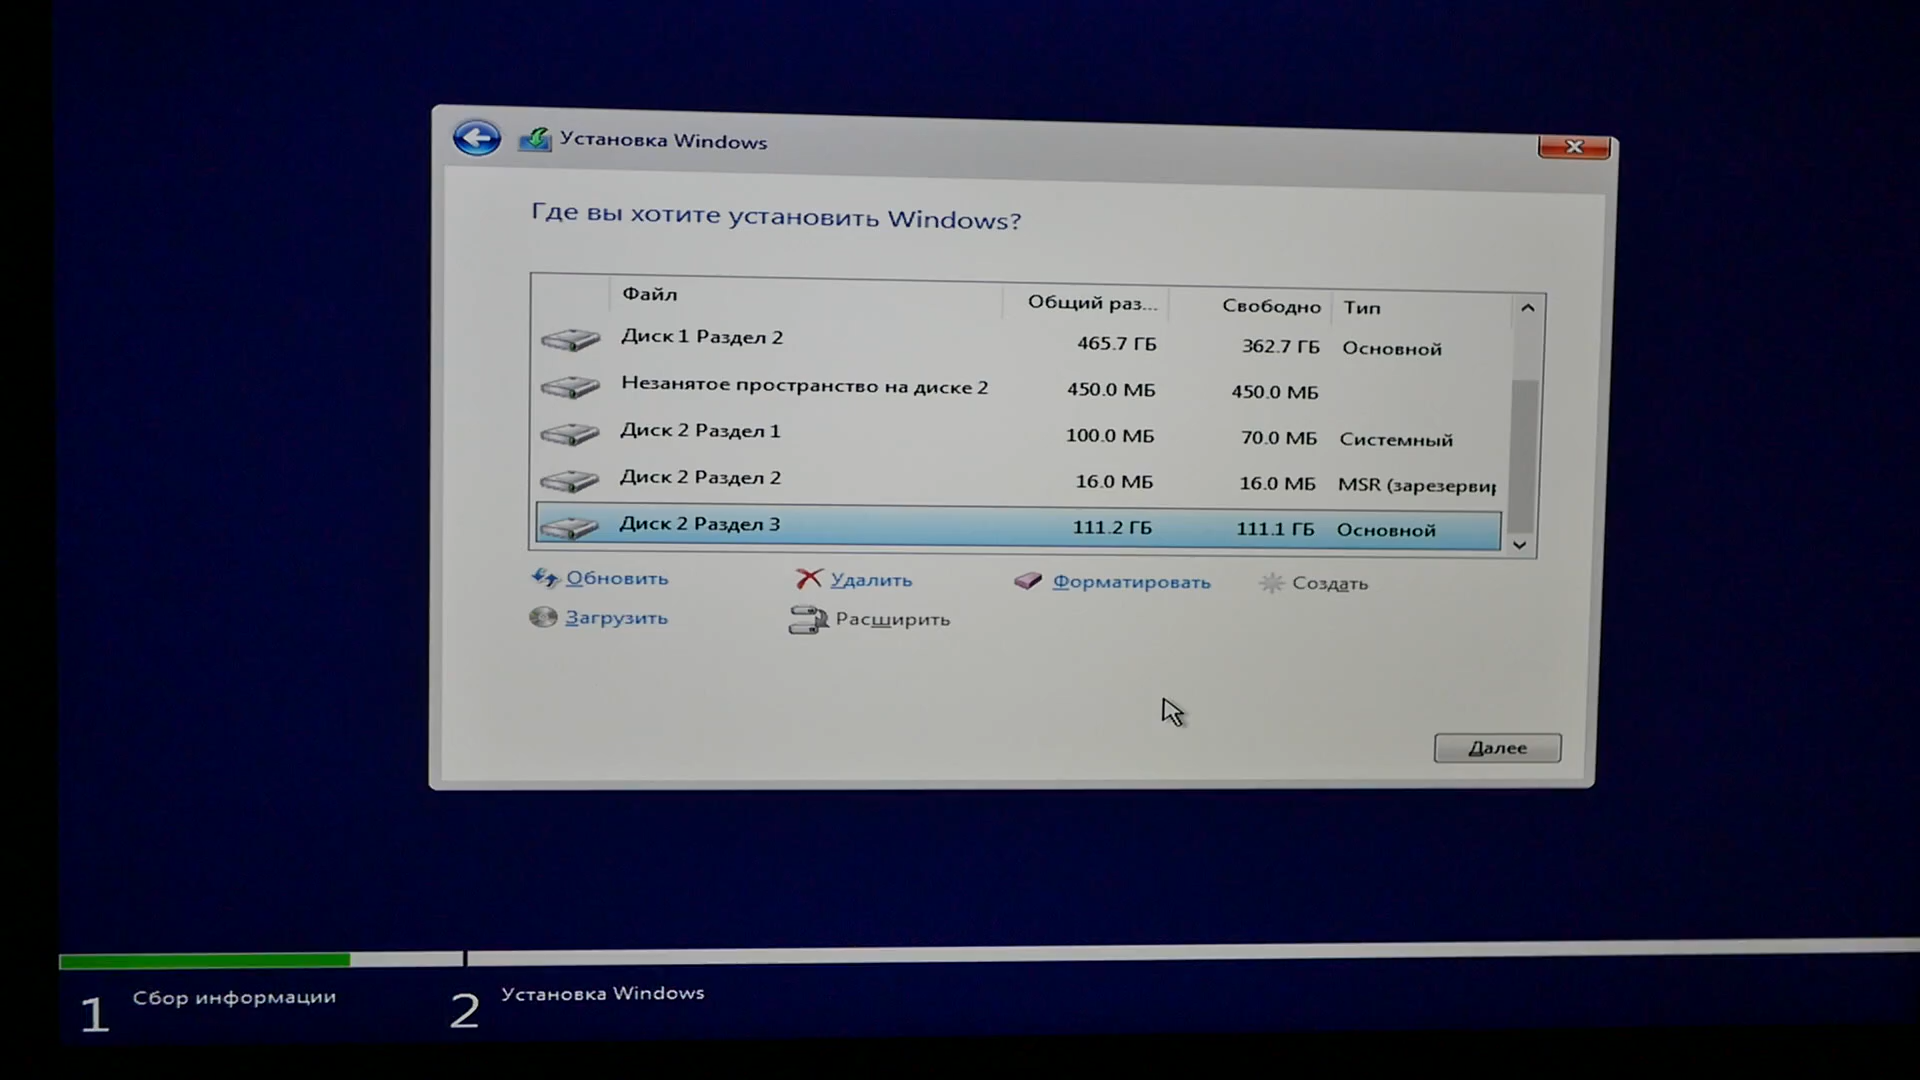 Установка Windows
Где вы хотите установить Windows?
Файл Общий раз... Свободно Тип
Диск 1 Раздел 2 465.7 ГБ 362.7 ГБ Основной
Незанятое пространство на диске 2 450.0 МБ 450.0 МБ
Диск 2 Раздел 1 100.0 МБ 70.0 МБ Системный
Диск 2 Раздел 2 16.0 МБ 16.0 МБ MSR (зарезервир
Диск 2 Раздел 3 111.2 ГБ 111.1 ГБ Основной
Обновить Удалить Форматировать Создать
Загрузить Расширить
Далее
1 Сбор информации 2 Установка Windows